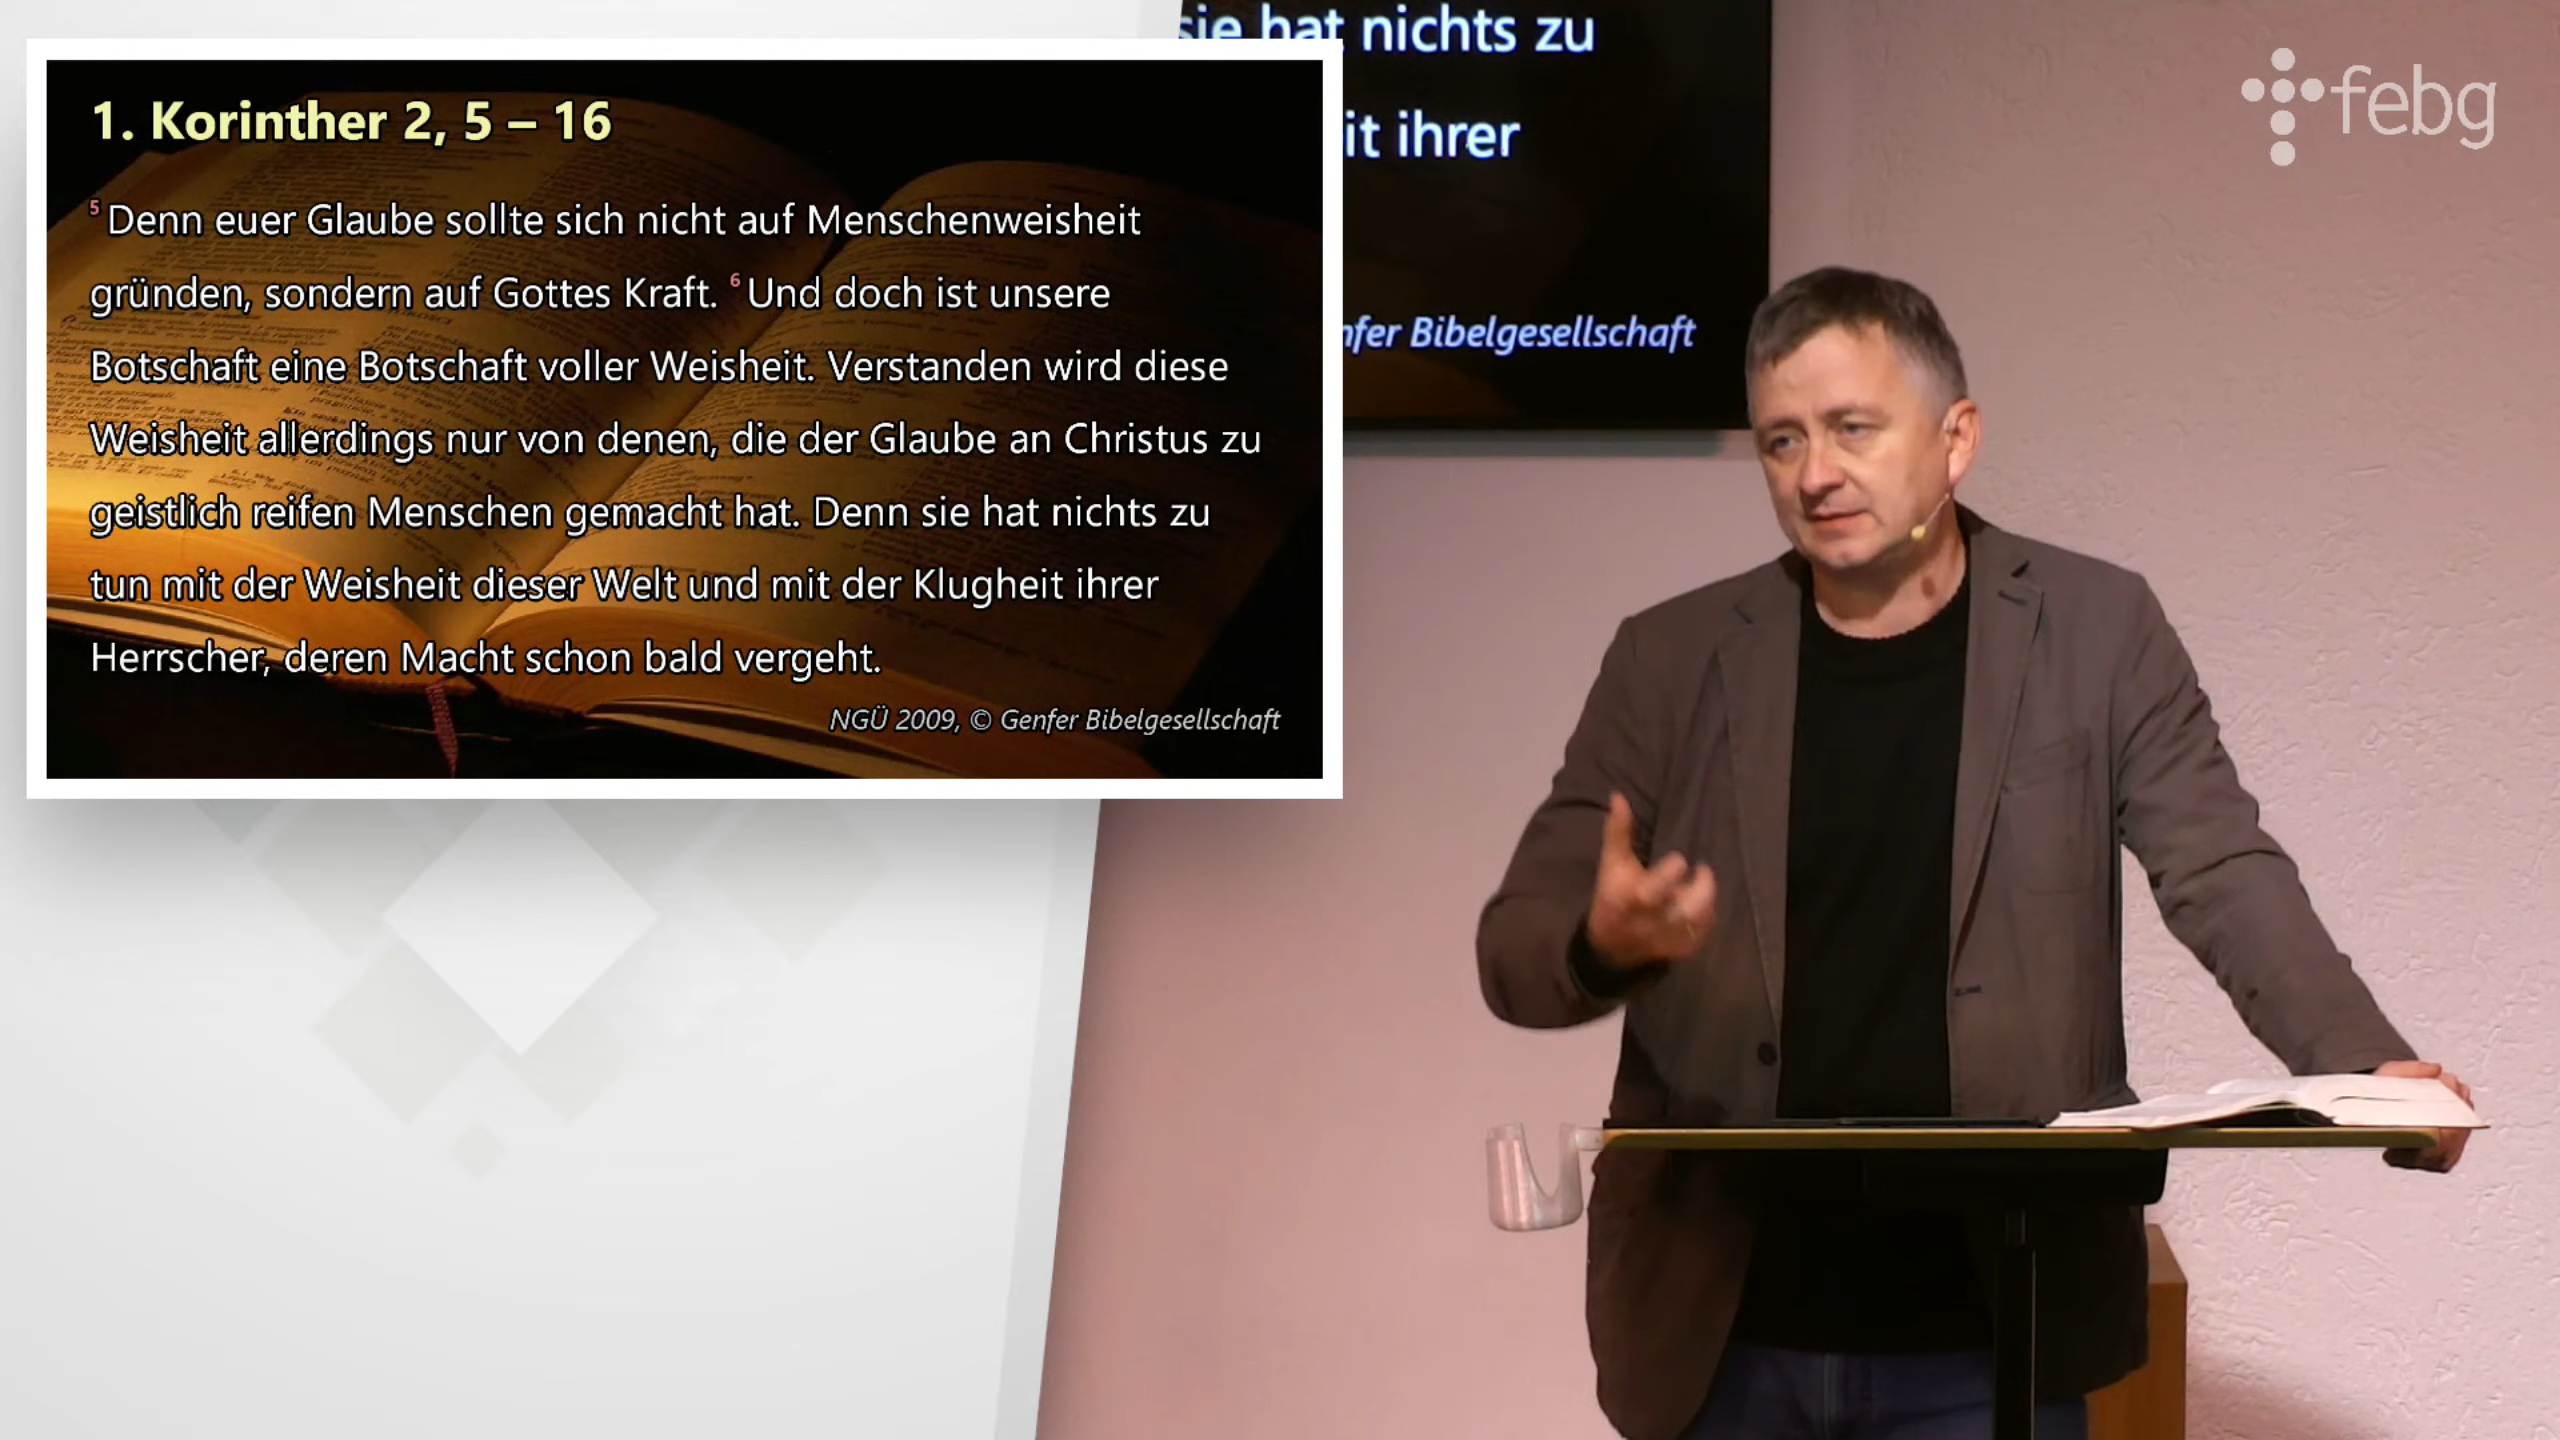 1. Korinther 2, 5 – 16
5 Denn euer Glaube sollte sich nicht auf Menschenweisheit
gründen, sondern auf Gottes Kraft. 6 Und doch ist unsere
Botschaft eine Botschaft voller Weisheit. Verstanden wird diese
Weisheit allerdings nur von denen, die der Glaube an Christus zu
geistlich reifen Menschen gemacht hat. Denn sie hat nichts zu
tun mit der Weisheit dieser Welt und mit der Klugheit ihrer
Herrscher, deren Macht schon bald vergeht.
NGÜ 2009, © Genfer Bibelgesellschaft
sie hat nichts zu
it ihrer
nfer Bibelgesellschaft
febg